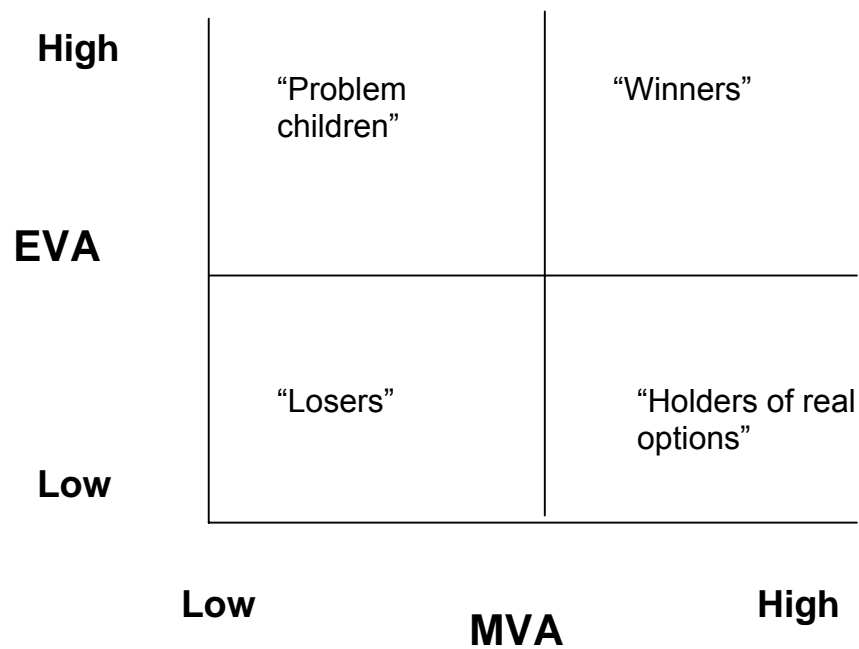 High
“Problem
children”
“Winners”
EVA
“Losers”
“Holders of real
options”
Low
Low
MVA
High